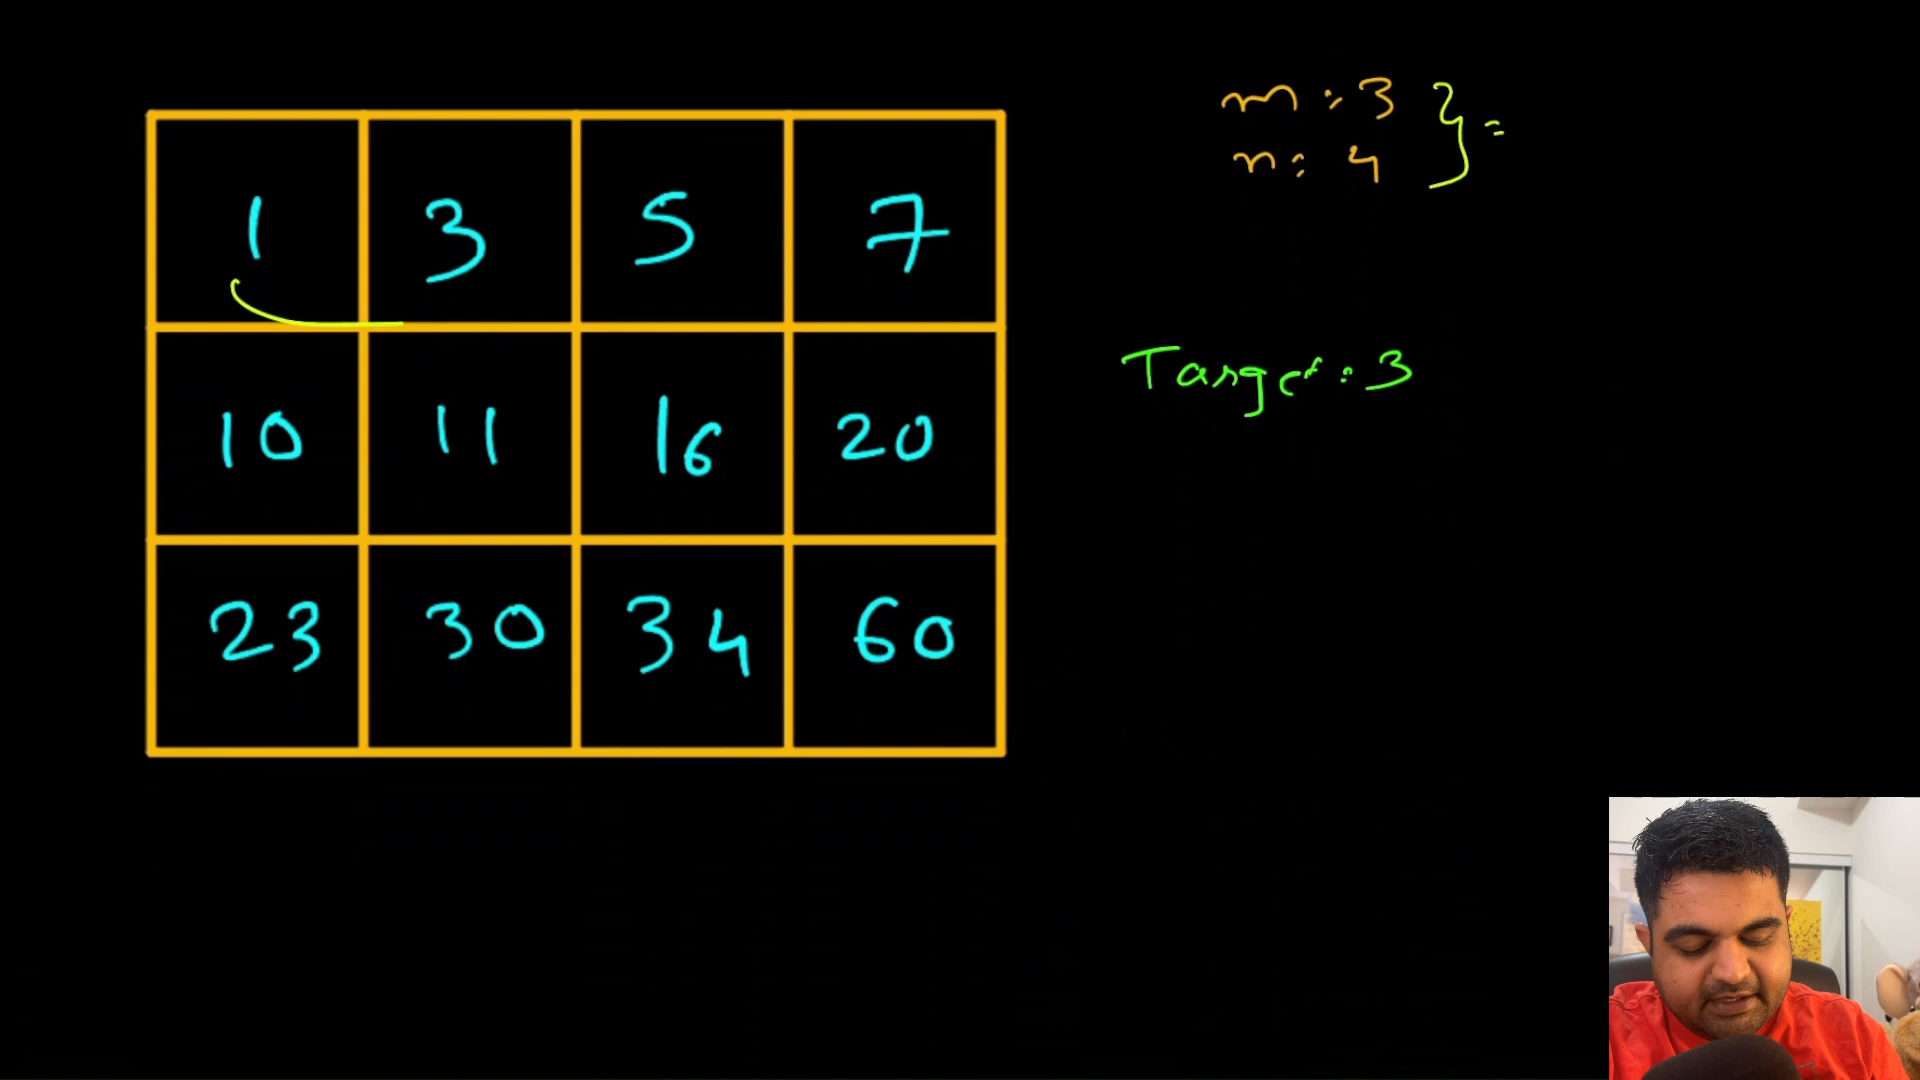 1 3 5 7
10 11 16 20
23 30 34 60
m : 3 } =
n : 4
Target : 3